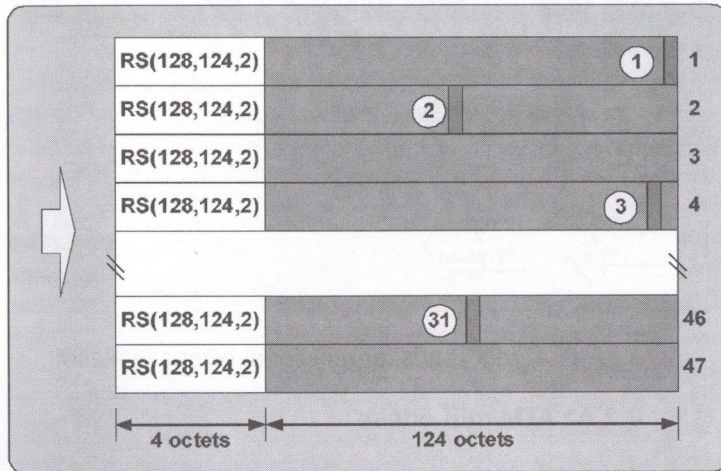 RS(128,124,2) 1 1
RS(128,124,2) 2 2
RS(128,124,2) 3
RS(128,124,2) 3 4
RS(128,124,2) 31 46
RS(128,124,2) 47
4 octets 124 octets